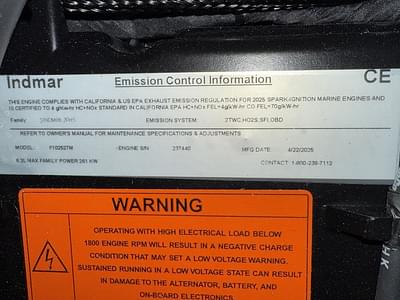 Indmar Emission Control Information CE
THIS ENGINE COMPLIES WITH CALIFORNIA & US EPA EXHAUST EMISSION REGULATION FOR 2025 SPARK-IGNITION MARINE ENGINES AND
IS CERTIFIED TO HC+NOx STANDARD IN CALIFORNIA EPA HC+NOx FEL=4g/kW-hr CO FEL=70g/kW-hr
Family EMISSION SYSTEM: 2TWC,HO2S,SFI,OBD
REFER TO OWNER'S MANUAL FOR MAINTENANCE SPECIFICATIONS & ADJUSTMENTS
MODEL: ENGINE S/N: 237440 MFG DATE: 4/22/2025
6.2L MAX FAMILY POWER 261 KW CONTACT: 1-800-238-7112
WARNING
OPERATING WITH HIGH ELECTRICAL LOAD BELOW
1800 ENGINE RPM WILL RESULT IN A NEGATIVE CHARGE
CONDITION THAT MAY SET A LOW VOLTAGE WARNING.
SUSTAINED RUNNING IN A LOW VOLTAGE STATE CAN RESULT
IN DAMAGE TO THE ALTERNATOR, BATTERY, AND
ON-BOARD ELECTRONICS